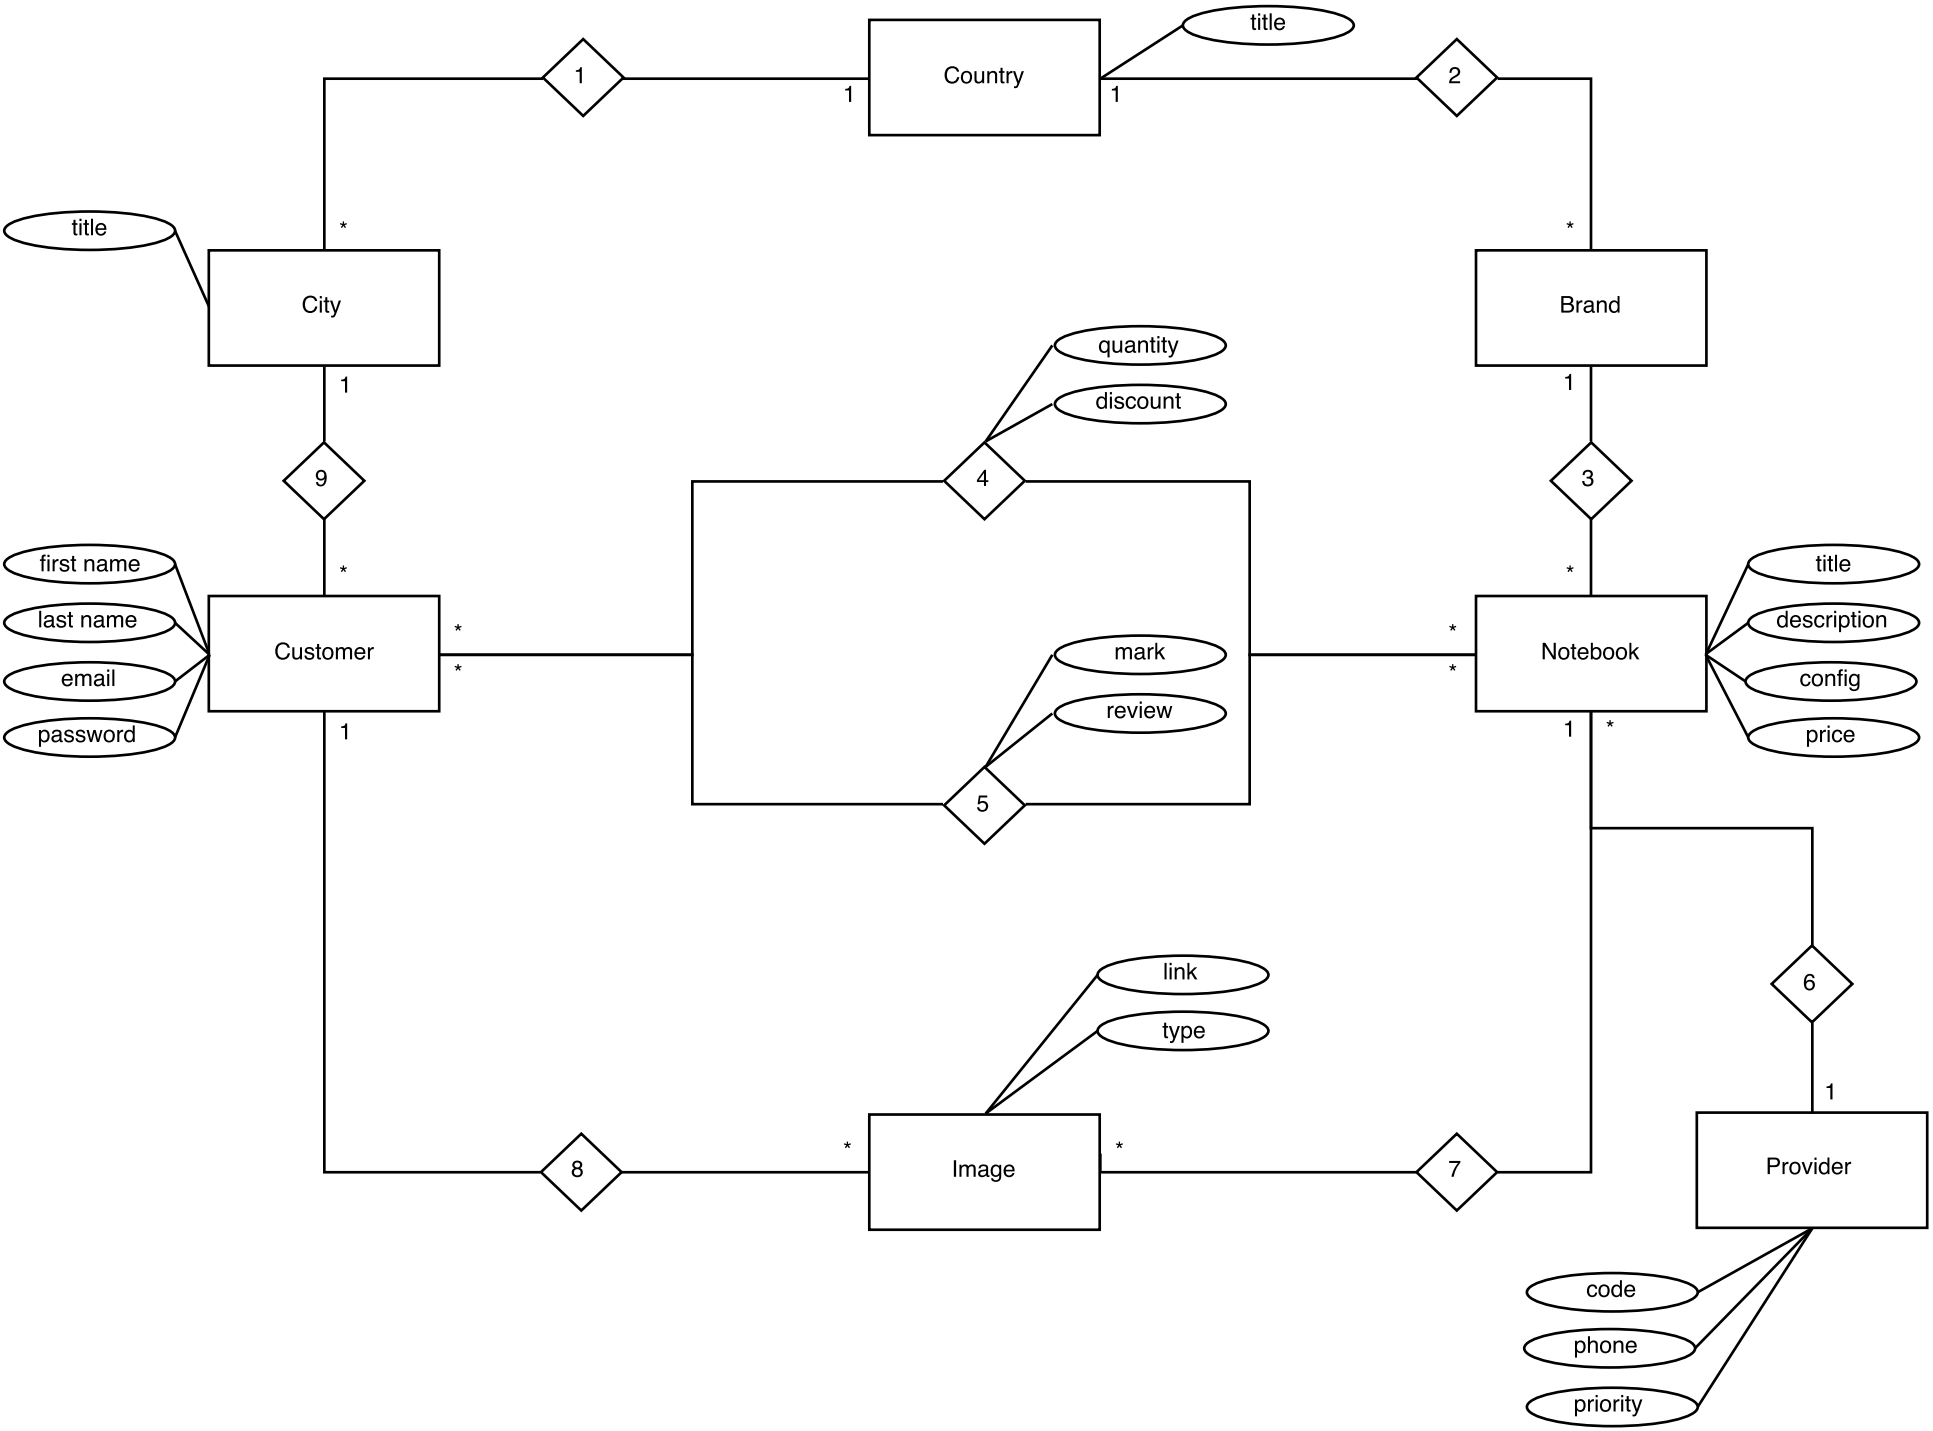 title
1
Country
2
1
1
title
*
*
City
Brand
quantity
1
1
discount
9
4
3
first name
*
*
title
last name
*
*
description
Customer
mark
Notebook
*
*
email
config
review
password
1
1
*
price
5
link
6
type
1
*
*
8
Image
7
Provider
code
phone
priority